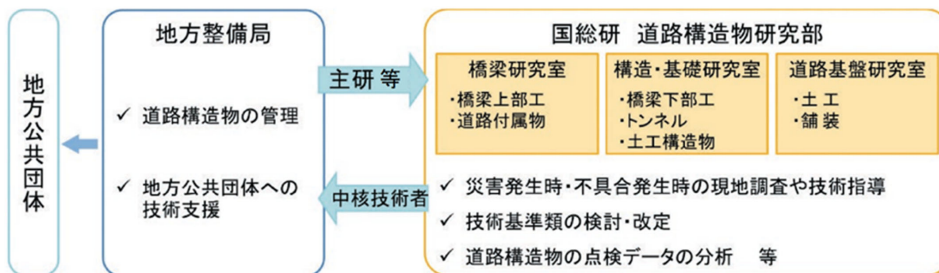 地方公共団体
地方整備局
✓ 道路構造物の管理
✓ 地方公共団体への
技術支援
主研 等
中核技術者
国総研 道路構造物研究部
橋梁研究室
・橋梁上部工
・道路付属物
構造・基礎研究室
・橋梁下部工
・トンネル
・土工構造物
道路基盤研究室
・土 工
・舗 装
✓ 災害発生時・不具合発生時の現地調査や技術指導
✓ 技術基準類の検討・改定
✓ 道路構造物の点検データの分析 等